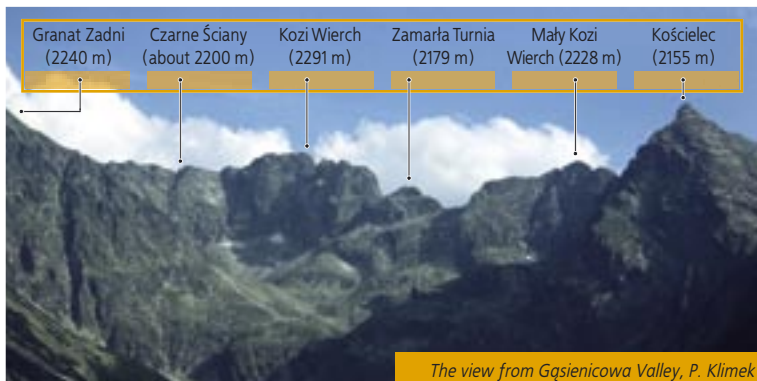 Granat Zadni
(2240 m)
Czarne Ściany
(about 2200 m)
Kozi Wierch
(2291 m)
Zamarła Turnia
(2179 m)
Mały Kozi
Wierch (2228 m)
Kościelec
(2155 m)
The view from Gąsienicowa Valley, P. Klimek